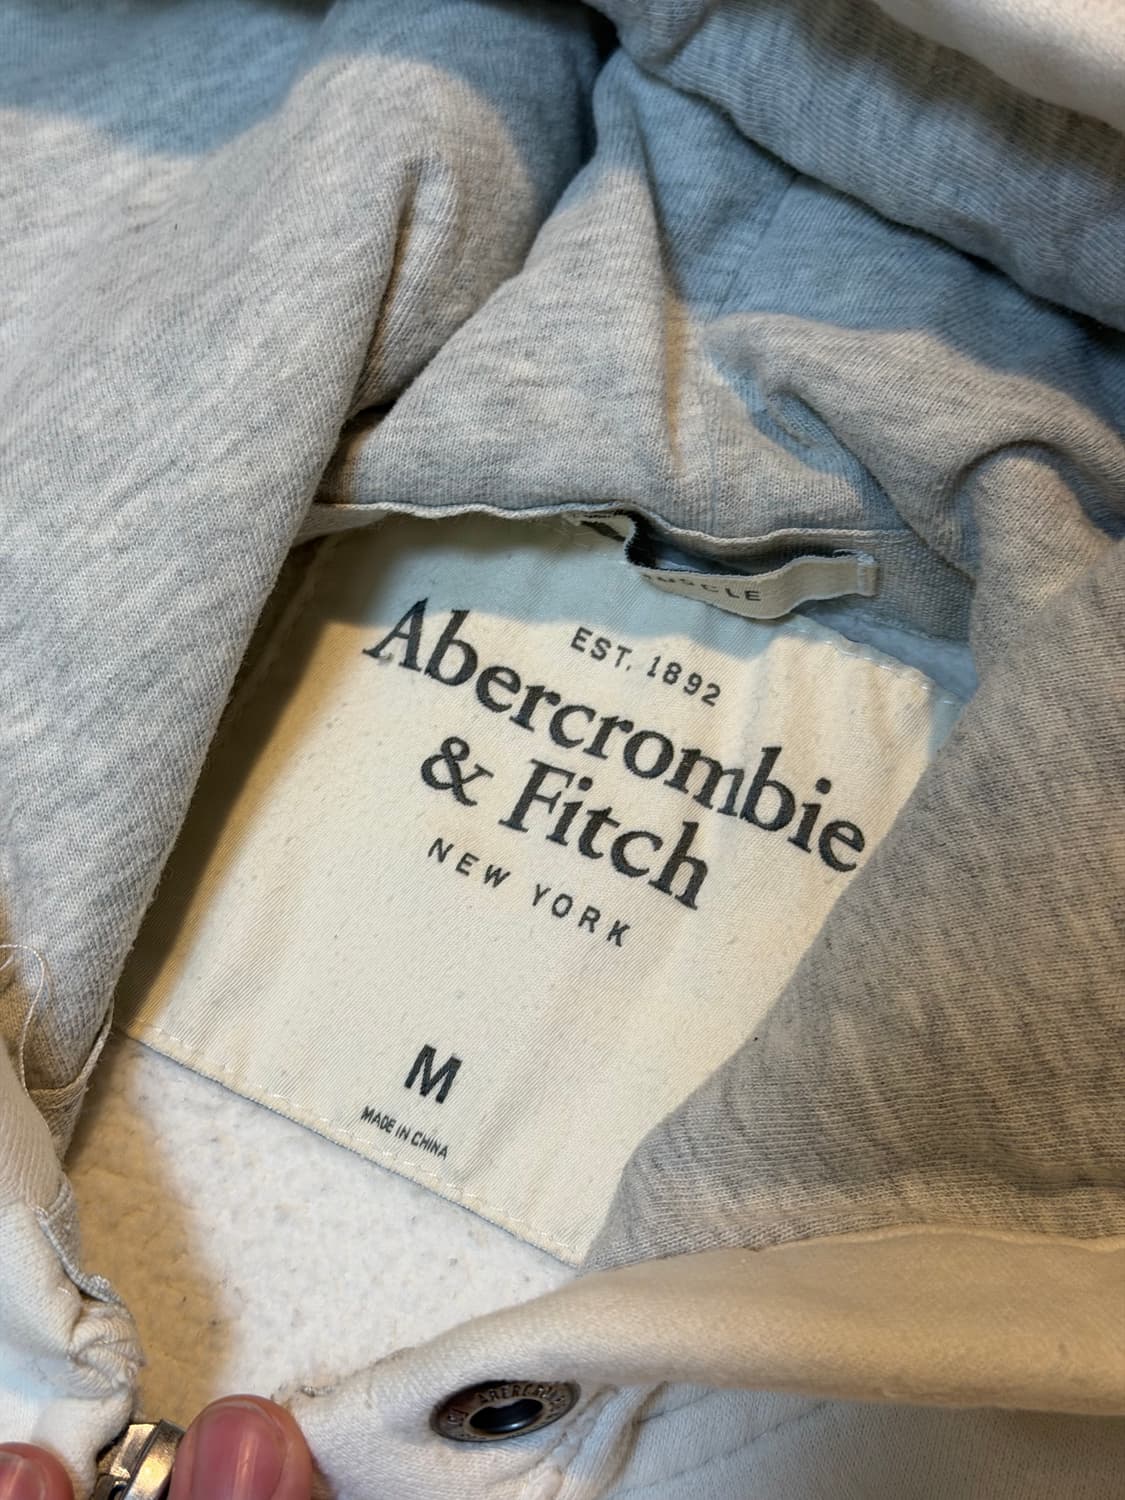 EST. 1892
Abercrombie
& Fitch
NEW YORK
M
MADE IN CHINA